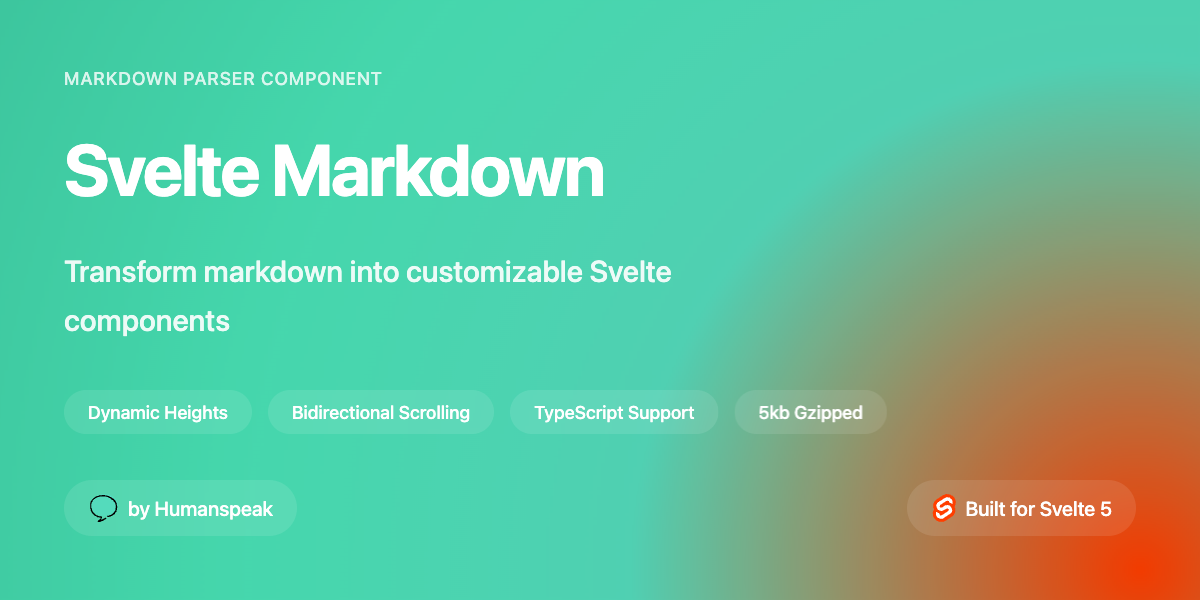 MARKDOWN PARSER COMPONENT
Svelte Markdown
Transform markdown into customizable Svelte
components
Dynamic Heights
Bidirectional Scrolling
TypeScript Support
5kb Gzipped
by Humanspeak
Built for Svelte 5